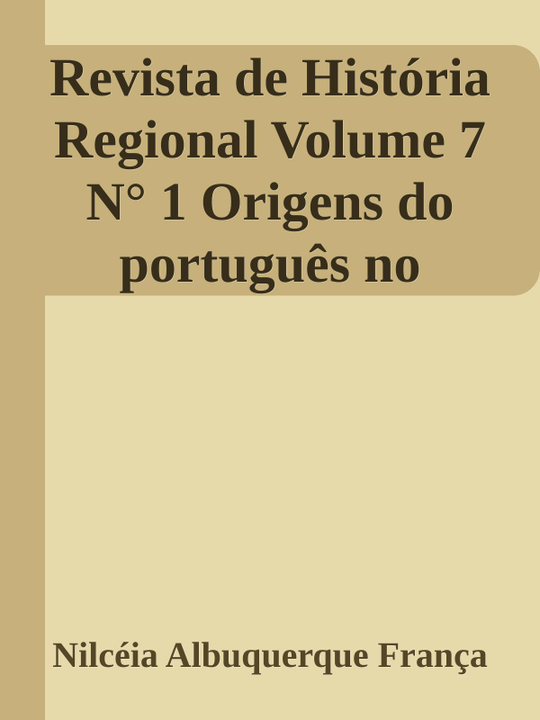 Revista de História
Regional Volume 7
N° 1 Origens do
português no
Nilcéia Albuquerque França